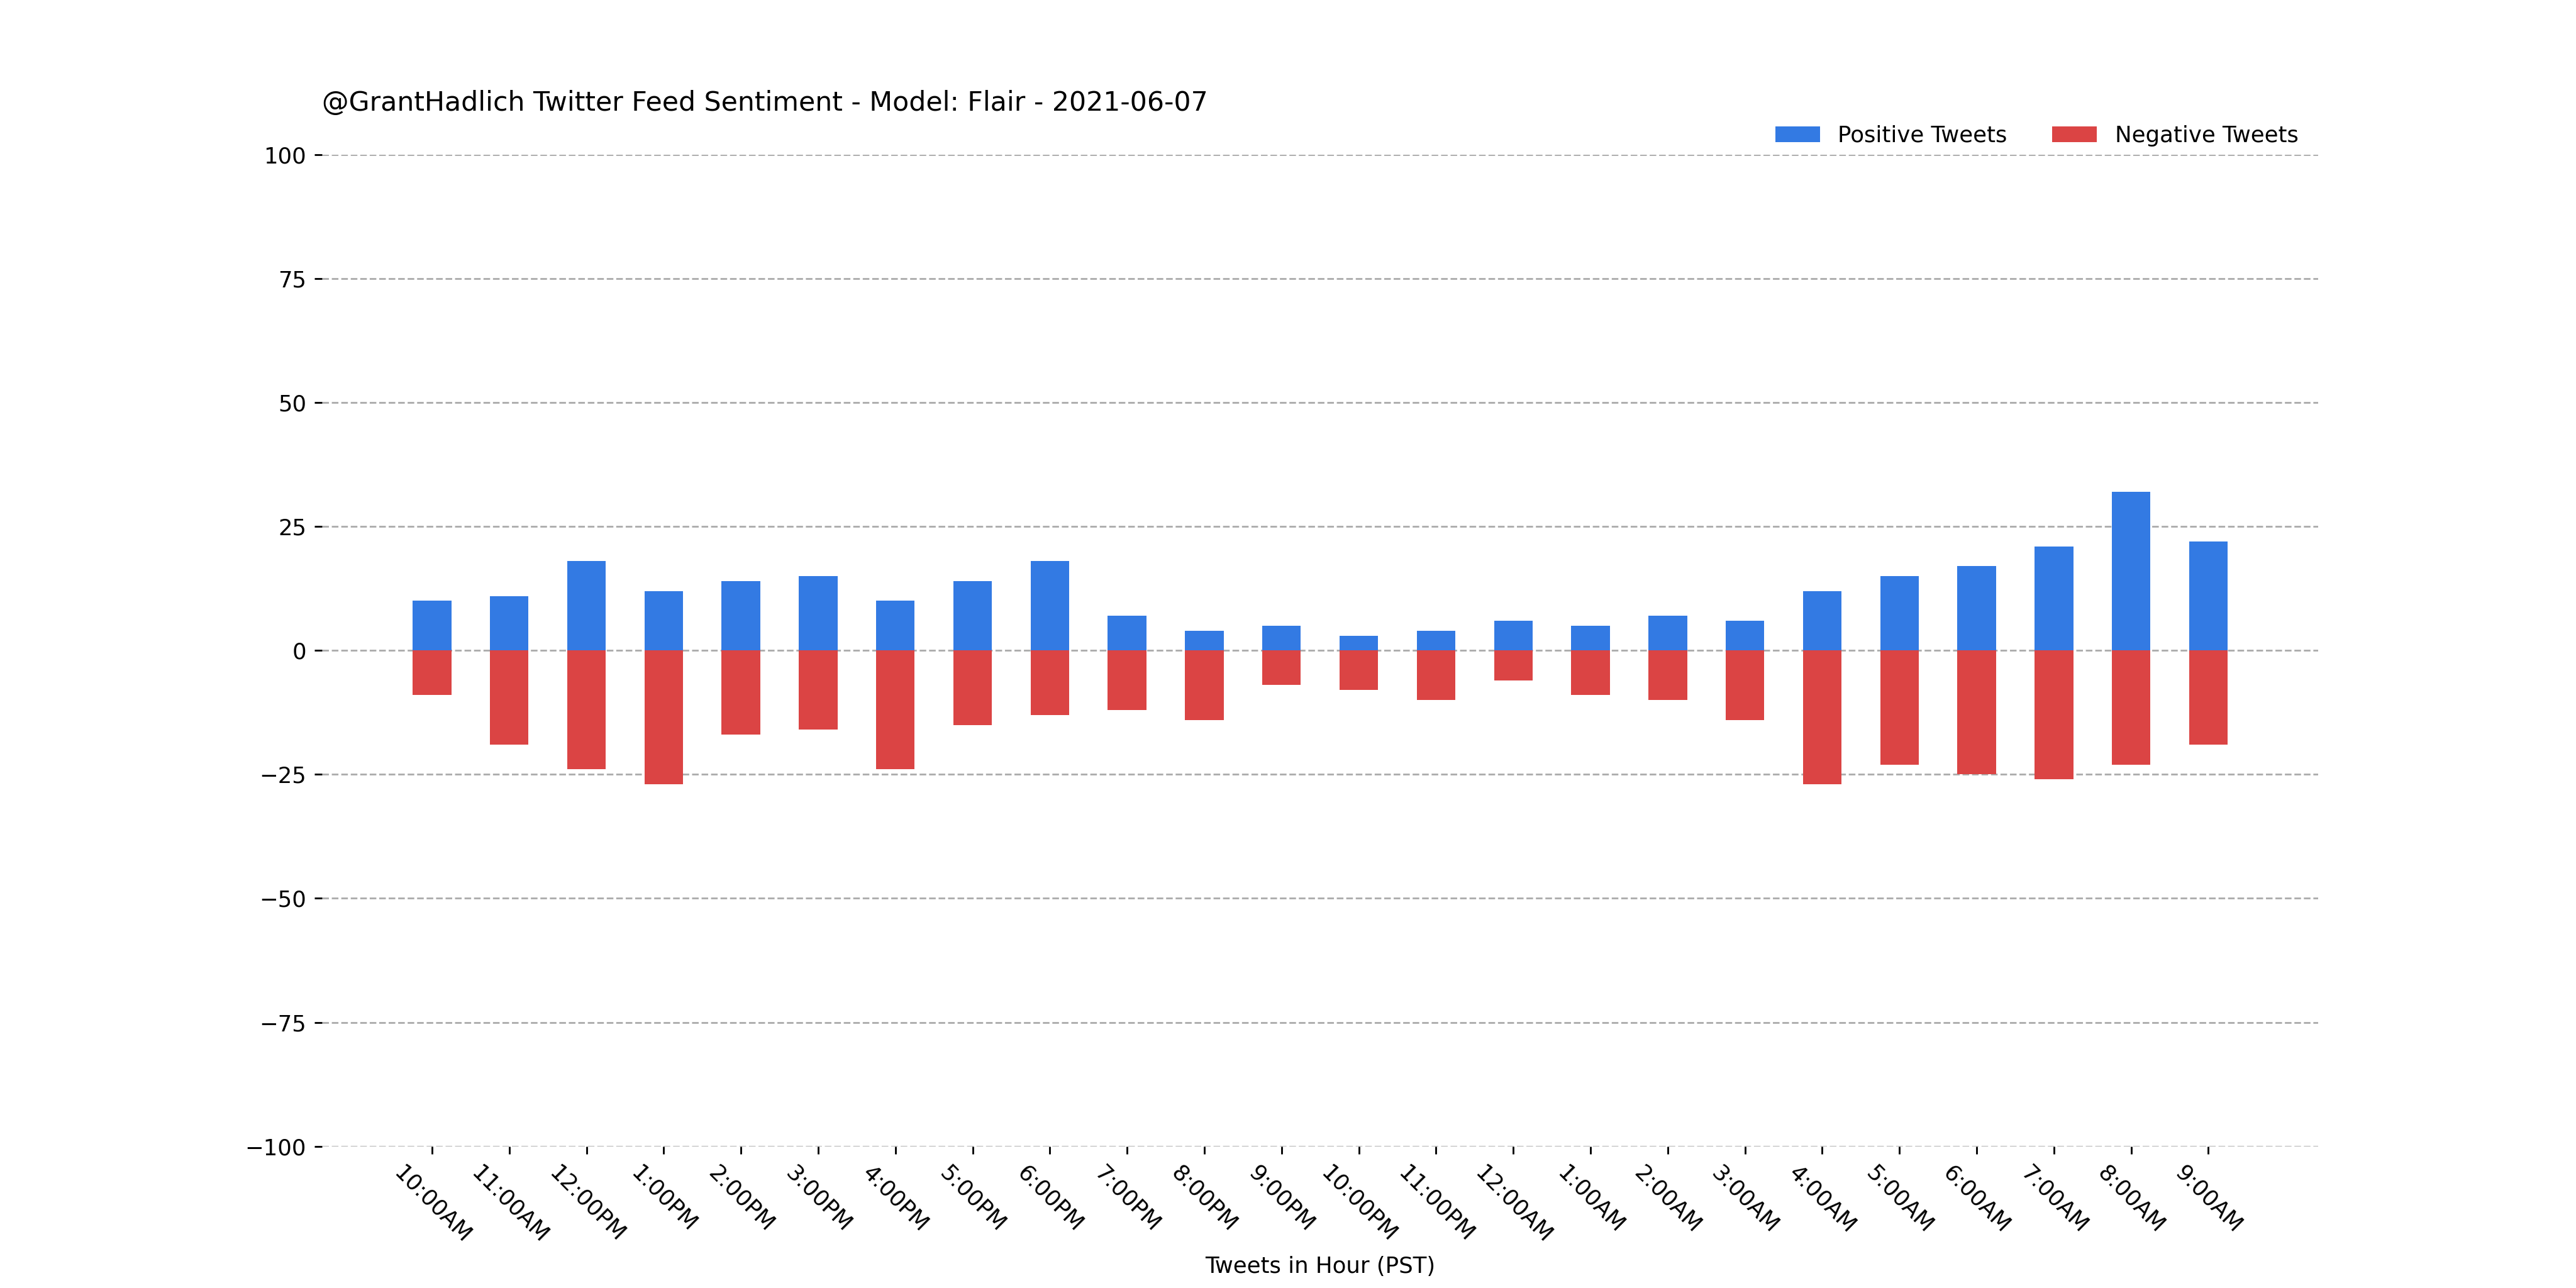 @GrantHadlich Twitter Feed Sentiment - Model: Flair - 2021-06-07
Positive Tweets
Negative Tweets
100
75
50
25
0
−25
−50
−75
−100
10:00AM
11:00AM
12:00PM
1:00PM
2:00PM
3:00PM
4:00PM
5:00PM
6:00PM
7:00PM
8:00PM
9:00PM
10:00PM
11:00PM
12:00AM
1:00AM
2:00AM
3:00AM
4:00AM
5:00AM
6:00AM
7:00AM
8:00AM
9:00AM
Tweets in Hour (PST)